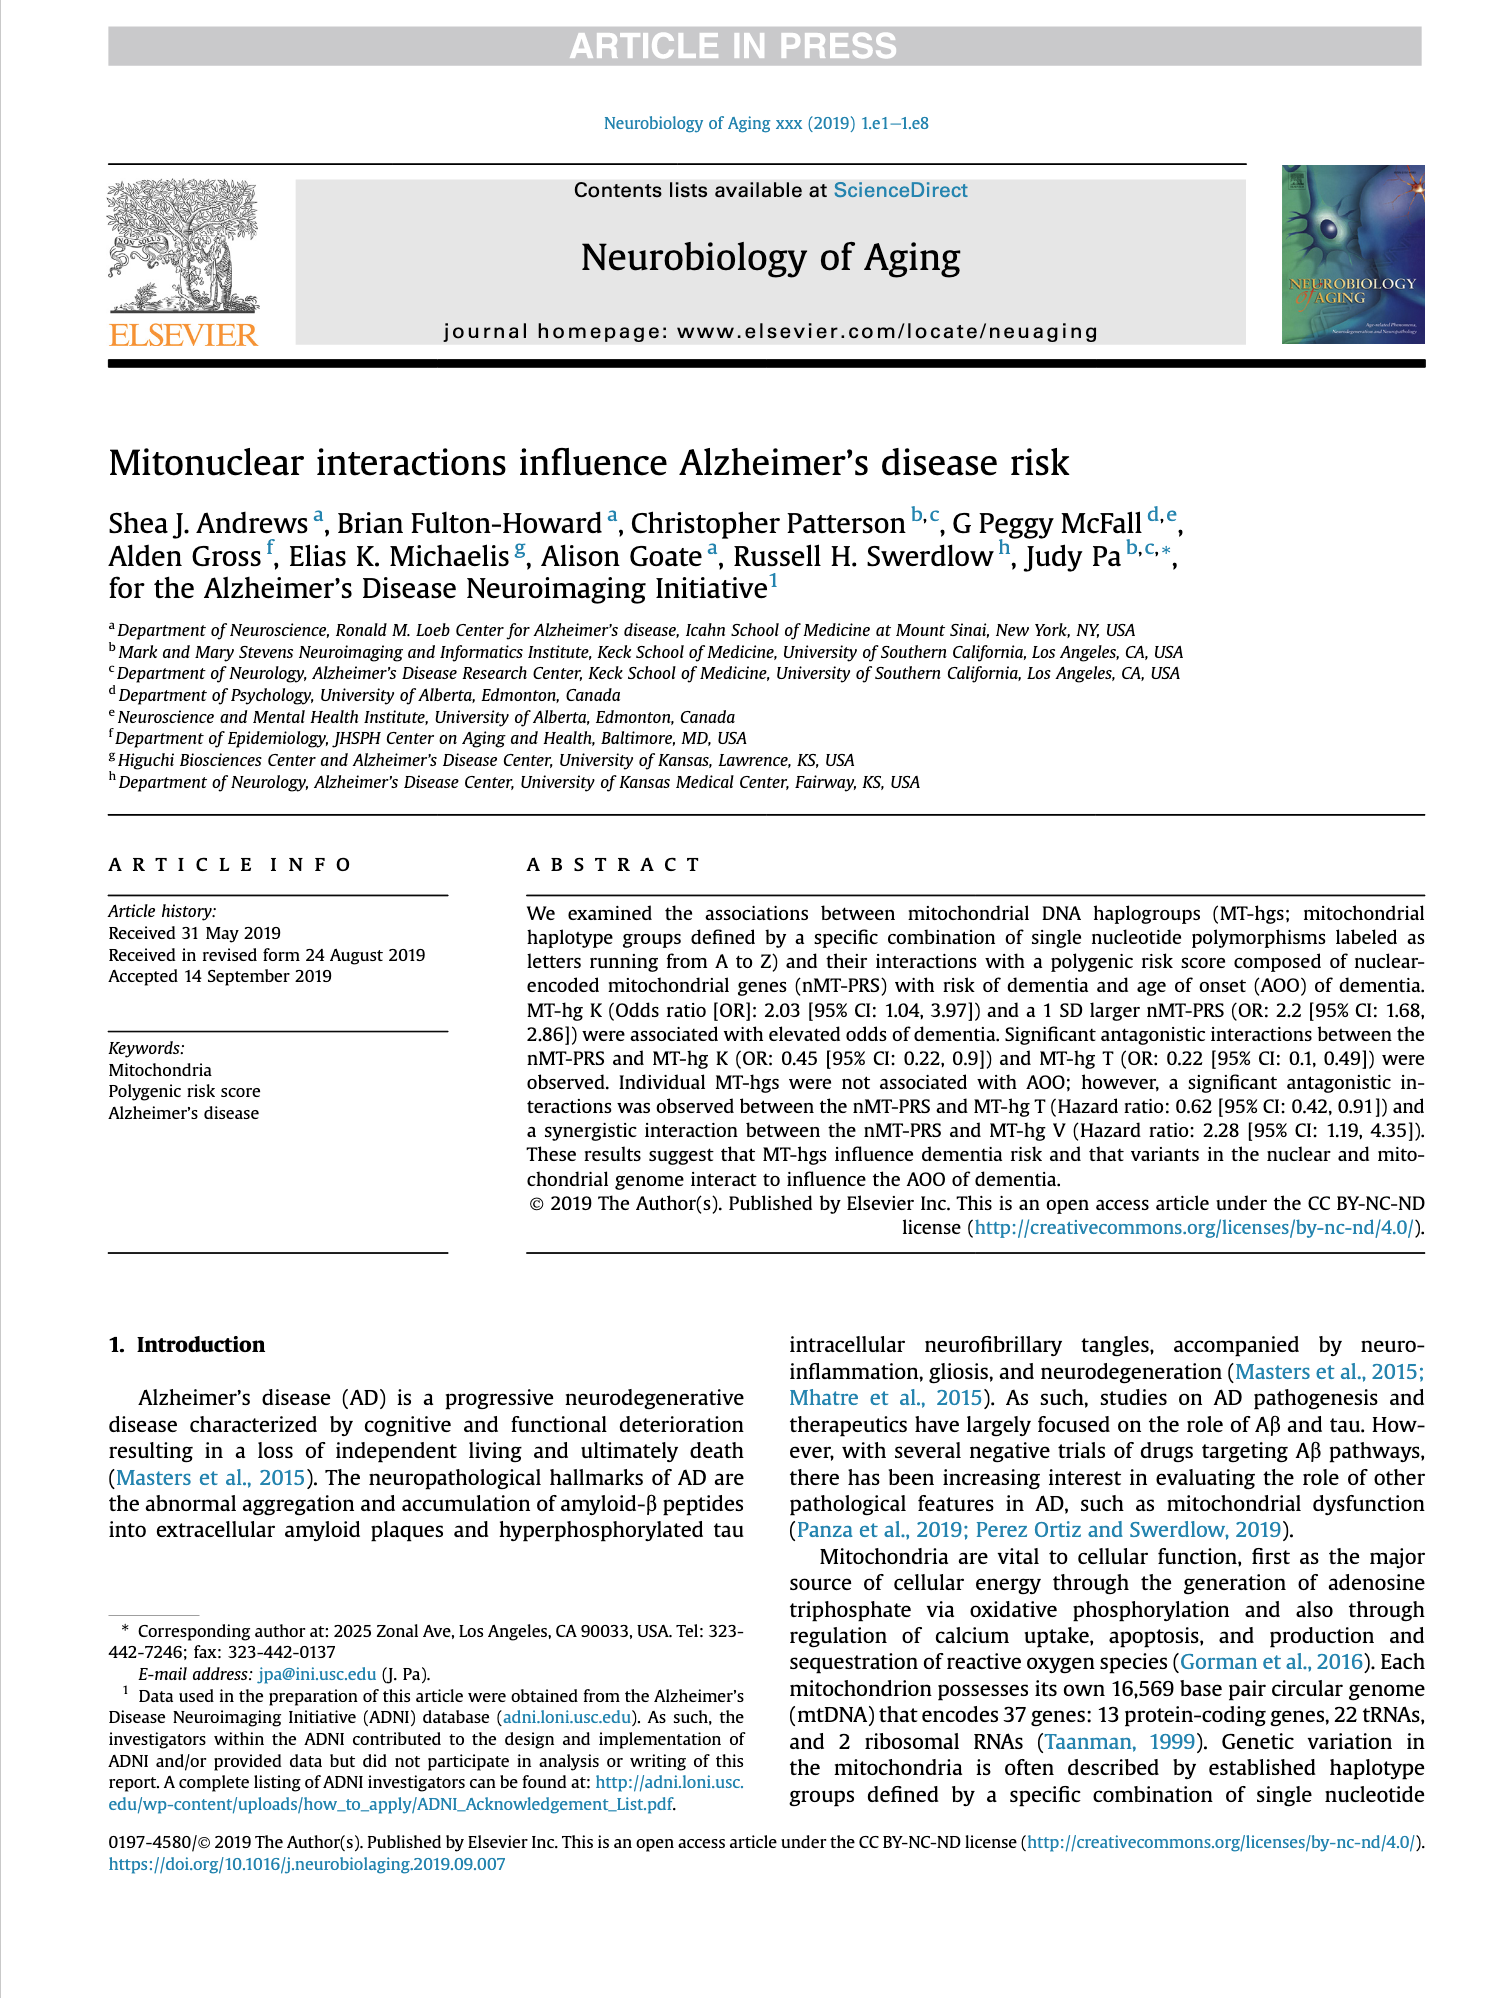 ARTICLE IN PRESS
Neurobiology of Aging xxx (2019) 1.e1–1.e8
Contents lists available at ScienceDirect
Neurobiology of Aging
journal homepage: www.elsevier.com/locate/neuaging
ELSEVIER
NEUROBIOLOGY
of AGING
Mitonuclear interactions influence Alzheimer's disease risk
Shea J. Andrews a, Brian Fulton-Howard a, Christopher Patterson b,c, G Peggy McFall d,e,
Alden Gross f, Elias K. Michaelis g, Alison Goate a, Russell H. Swerdlow h, Judy Pa b,c,*,
for the Alzheimer's Disease Neuroimaging Initiative1
a Department of Neuroscience, Ronald M. Loeb Center for Alzheimer's disease, Icahn School of Medicine at Mount Sinai, New York, NY, USA
b Mark and Mary Stevens Neuroimaging and Informatics Institute, Keck School of Medicine, University of Southern California, Los Angeles, CA, USA
c Department of Neurology, Alzheimer's Disease Research Center, Keck School of Medicine, University of Southern California, Los Angeles, CA, USA
d Department of Psychology, University of Alberta, Edmonton, Canada
e Neuroscience and Mental Health Institute, University of Alberta, Edmonton, Canada
f Department of Epidemiology, JHSPH Center on Aging and Health, Baltimore, MD, USA
g Higuchi Biosciences Center and Alzheimer's Disease Center, University of Kansas, Lawrence, KS, USA
h Department of Neurology, Alzheimer's Disease Center, University of Kansas Medical Center, Fairway, KS, USA
ARTICLE INFO
Article history:
Received 31 May 2019
Received in revised form 24 August 2019
Accepted 14 September 2019
Keywords:
Mitochondria
Polygenic risk score
Alzheimer's disease
ABSTRACT
We examined the associations between mitochondrial DNA haplogroups (MT-hgs; mitochondrial
haplotype groups defined by a specific combination of single nucleotide polymorphisms labeled as
letters running from A to Z) and their interactions with a polygenic risk score composed of nuclear-
encoded mitochondrial genes (nMT-PRS) with risk of dementia and age of onset (AOO) of dementia.
MT-hg K (Odds ratio [OR]: 2.03 [95% CI: 1.04, 3.97]) and a 1 SD larger nMT-PRS (OR: 2.2 [95% CI: 1.68,
2.86]) were associated with elevated odds of dementia. Significant antagonistic interactions between the
nMT-PRS and MT-hg K (OR: 0.45 [95% CI: 0.22, 0.9]) and MT-hg T (OR: 0.22 [95% CI: 0.1, 0.49]) were
observed. Individual MT-hgs were not associated with AOO; however, a significant antagonistic in-
teractions was observed between the nMT-PRS and MT-hg T (Hazard ratio: 0.62 [95% CI: 0.42, 0.91]) and
a synergistic interaction between the nMT-PRS and MT-hg V (Hazard ratio: 2.28 [95% CI: 1.19, 4.35]).
These results suggest that MT-hgs influence dementia risk and that variants in the nuclear and mito-
chondrial genome interact to influence the AOO of dementia.
© 2019 The Author(s). Published by Elsevier Inc. This is an open access article under the CC BY-NC-ND
license (http://creativecommons.org/licenses/by-nc-nd/4.0/).
1. Introduction
Alzheimer's disease (AD) is a progressive neurodegenerative
disease characterized by cognitive and functional deterioration
resulting in a loss of independent living and ultimately death
(Masters et al., 2015). The neuropathological hallmarks of AD are
the abnormal aggregation and accumulation of amyloid-β peptides
into extracellular amyloid plaques and hyperphosphorylated tau
* Corresponding author at: 2025 Zonal Ave, Los Angeles, CA 90033, USA. Tel: 323-
442-7246; fax: 323-442-0137
E-mail address: jpa@ini.usc.edu (J. Pa).
1 Data used in the preparation of this article were obtained from the Alzheimer's
Disease Neuroimaging Initiative (ADNI) database (adni.loni.usc.edu). As such, the
investigators within the ADNI contributed to the design and implementation of
ADNI and/or provided data but did not participate in analysis or writing of this
report. A complete listing of ADNI investigators can be found at: http://adni.loni.usc.
edu/wp-content/uploads/how_to_apply/ADNI_Acknowledgement_List.pdf.
intracellular neurofibrillary tangles, accompanied by neuro-
inflammation, gliosis, and neurodegeneration (Masters et al., 2015;
Mhatre et al., 2015). As such, studies on AD pathogenesis and
therapeutics have largely focused on the role of Aβ and tau. How-
ever, with several negative trials of drugs targeting Aβ pathways,
there has been increasing interest in evaluating the role of other
pathological features in AD, such as mitochondrial dysfunction
(Panza et al., 2019; Perez Ortiz and Swerdlow, 2019).
Mitochondria are vital to cellular function, first as the major
source of cellular energy through the generation of adenosine
triphosphate via oxidative phosphorylation and also through
regulation of calcium uptake, apoptosis, and production and
sequestration of reactive oxygen species (Gorman et al., 2016). Each
mitochondrion possesses its own 16,569 base pair circular genome
(mtDNA) that encodes 37 genes: 13 protein-coding genes, 22 tRNAs,
and 2 ribosomal RNAs (Taanman, 1999). Genetic variation in
the mitochondria is often described by established haplotype
groups defined by a specific combination of single nucleotide
0197-4580/© 2019 The Author(s). Published by Elsevier Inc. This is an open access article under the CC BY-NC-ND license (http://creativecommons.org/licenses/by-nc-nd/4.0/).
https://doi.org/10.1016/j.neurobiolaging.2019.09.007